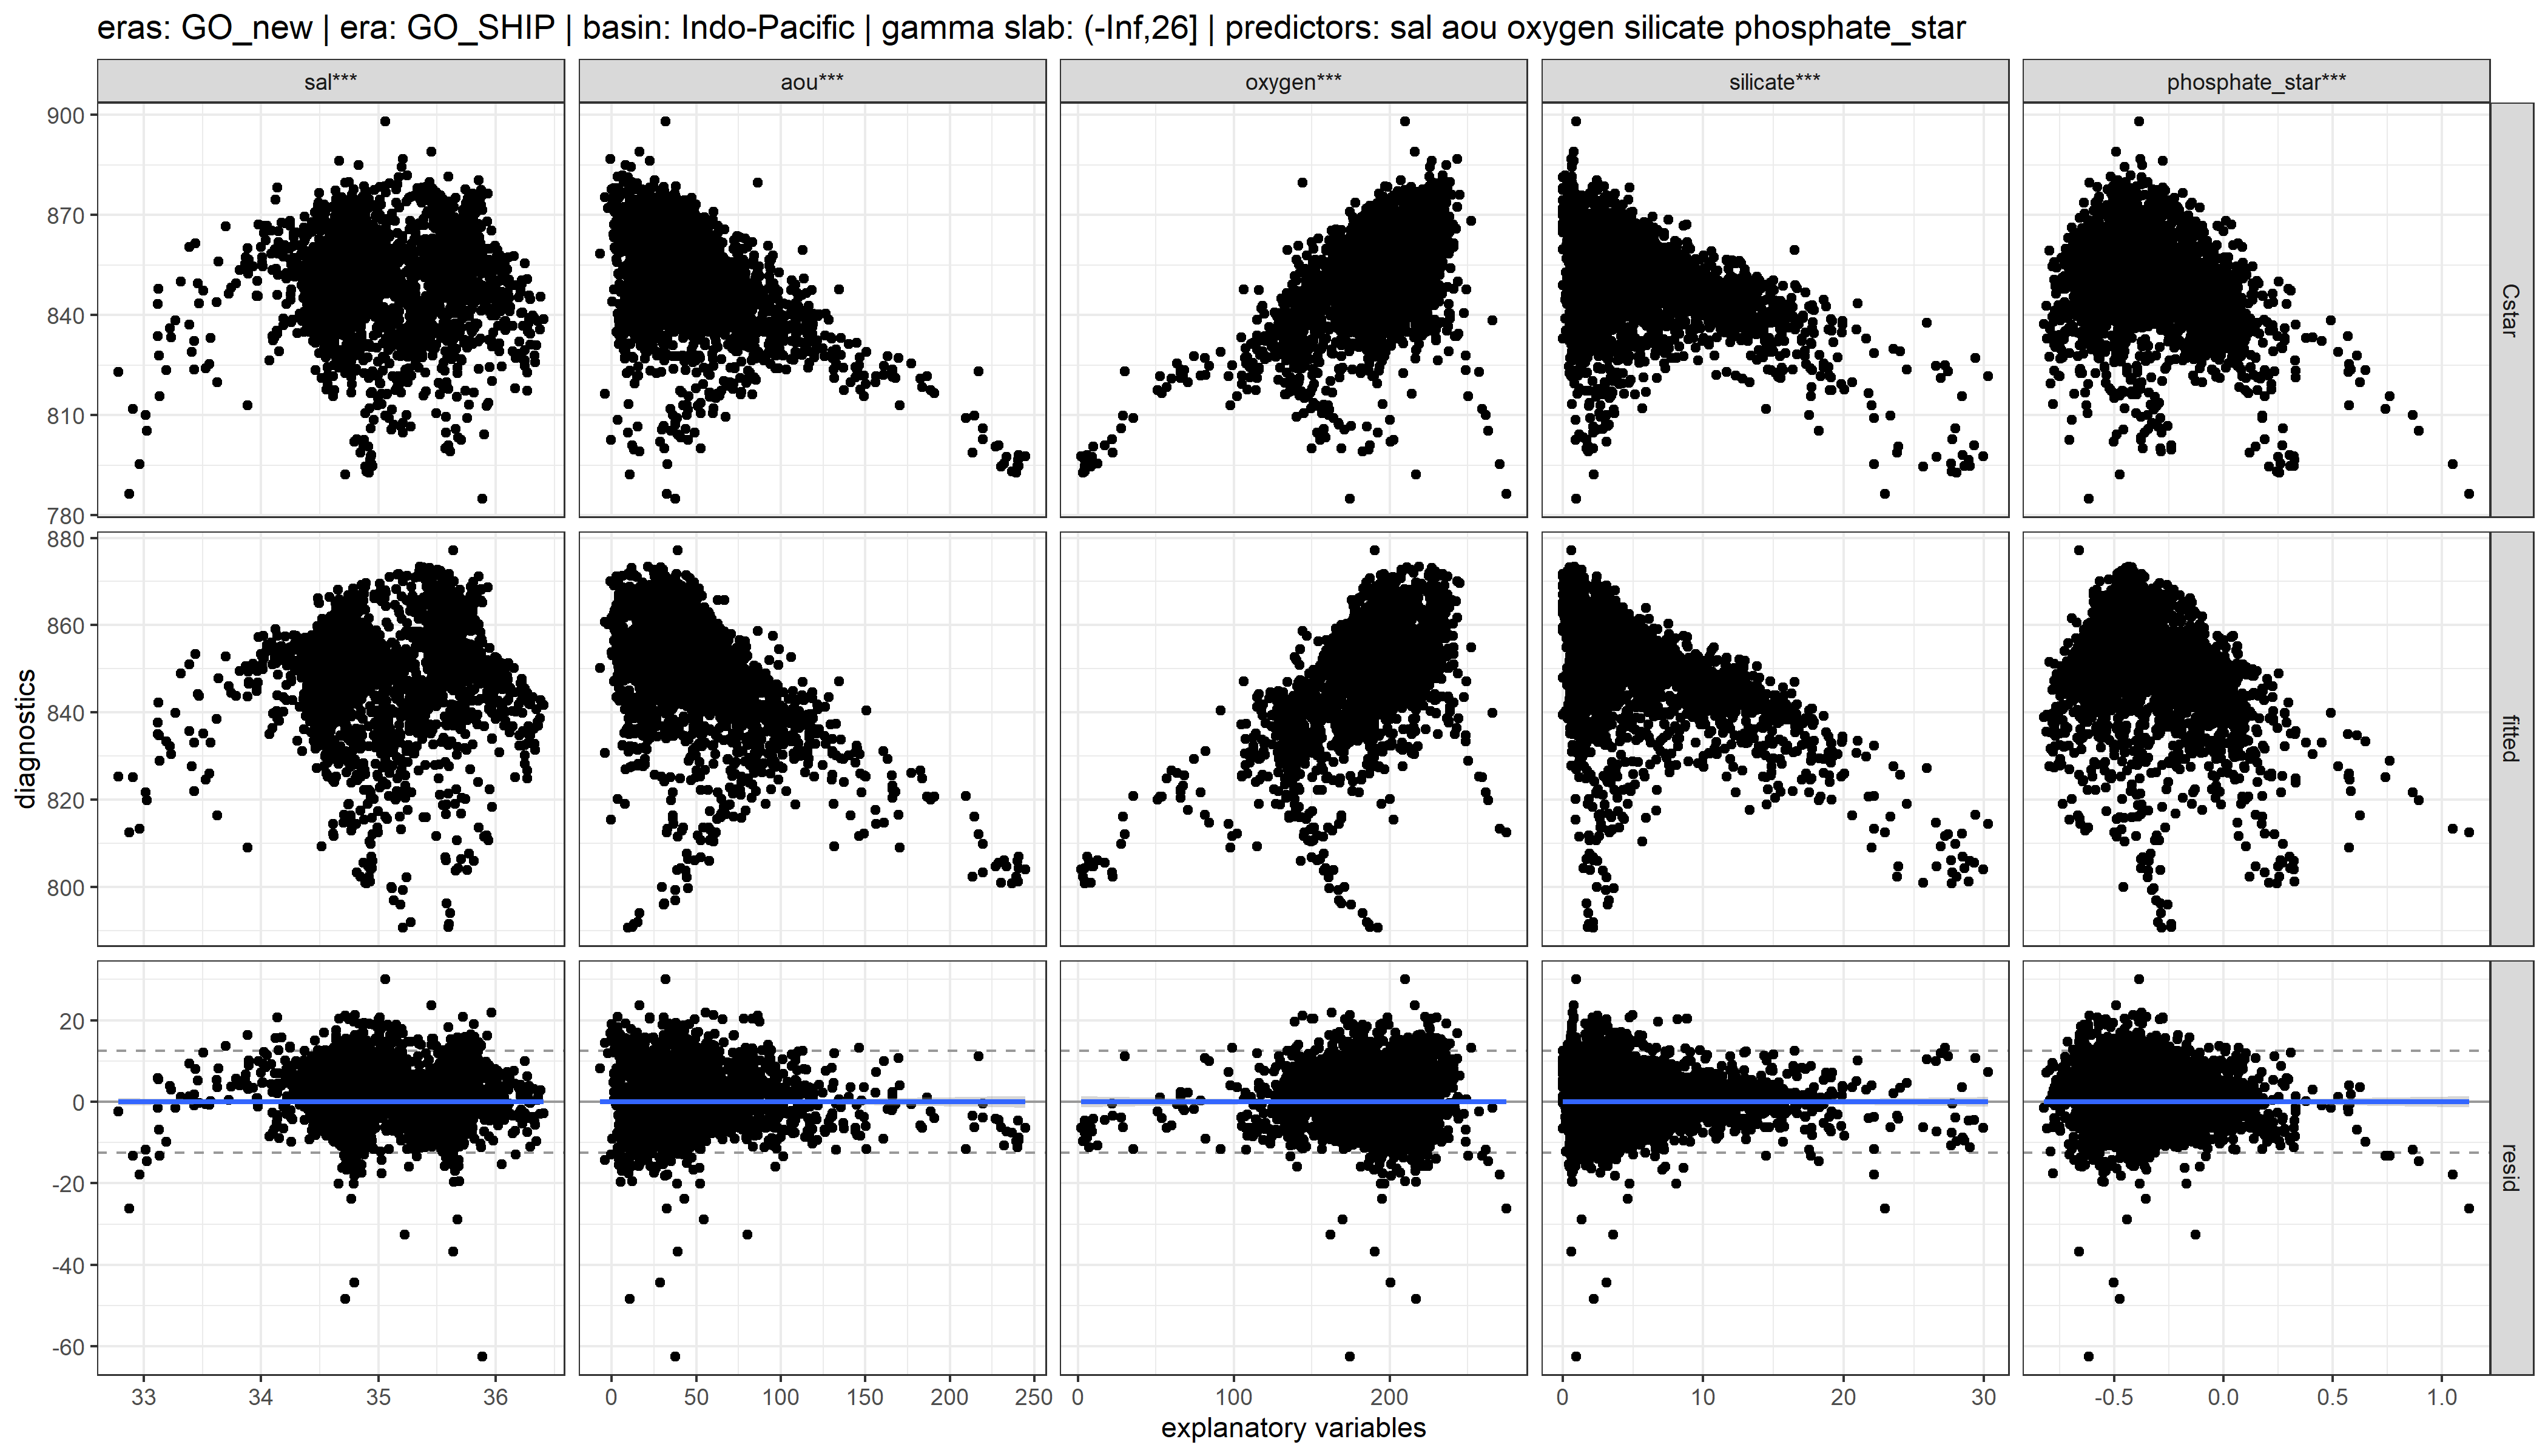 eras: GO_new | era: GO_SHIP | basin: Indo-Pacific | gamma slab: (-Inf,26] | predictors: sal aou oxygen silicate phosphate_star
sal*** aou*** oxygen*** silicate*** phosphate_star***
900
870
840
810
780
Cstar
880
860
840
820
800
fitted
diagnostics
20
0
-20
-40
-60
resid
33 34 35 36 0 50 100 150 200 250 0 100 200 0 10 20 30 -0.5 0.0 0.5 1.0
explanatory variables